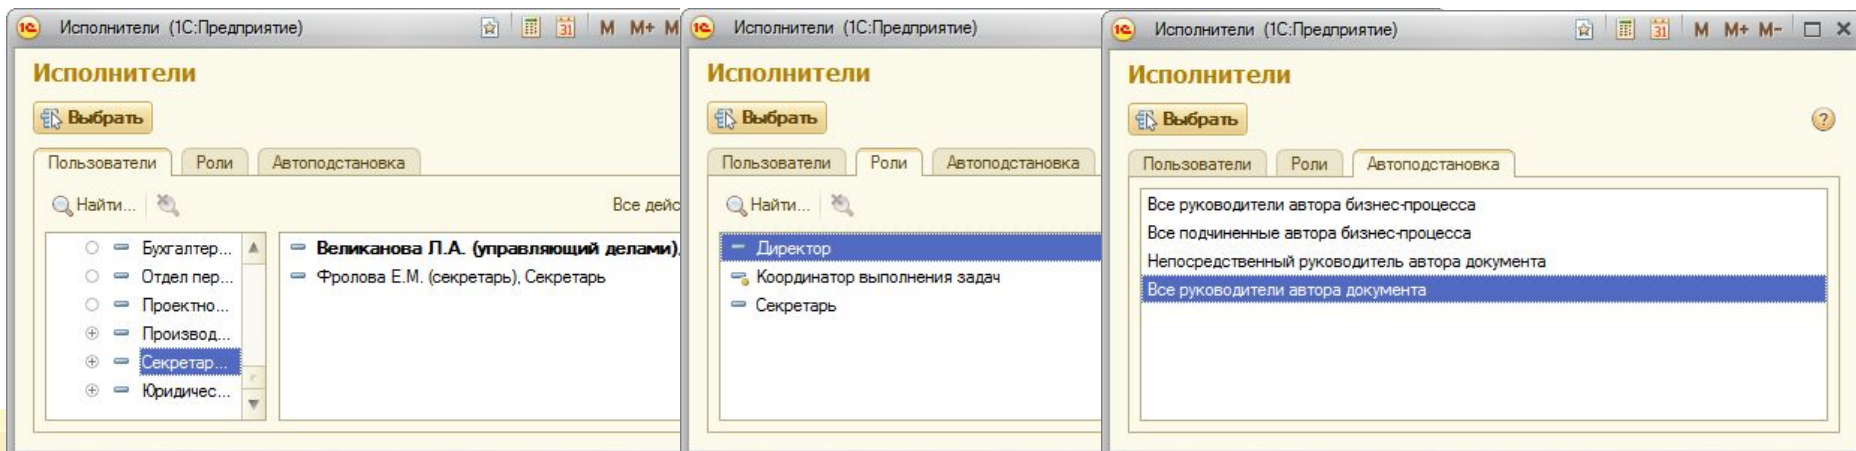 Исполнители (1С:Предприятие)
31 M M+ M
Исполнители
Выбрать
Пользователи Роли Автоподстановка
Найти... Все дейс
Бухгалтер...
Отдел пер...
Проектно...
Производ...
Секретар...
Юридичес...
Великанова Л.А. (управляющий делами),
Фролова Е.М. (секретарь), Секретарь
Исполнители (1С:Предприятие)
Исполнители
Выбрать
Пользователи Роли Автоподстановка
Найти...
Директор
Координатор выполнения задач
Секретарь
Исполнители (1С:Предприятие)
31 M M+ M-
Исполнители
Выбрать
?
Пользователи Роли Автоподстановка
Все руководители автора бизнес-процесса
Все подчиненные автора бизнес-процесса
Непосредственный руководитель автора документа
Все руководители автора документа